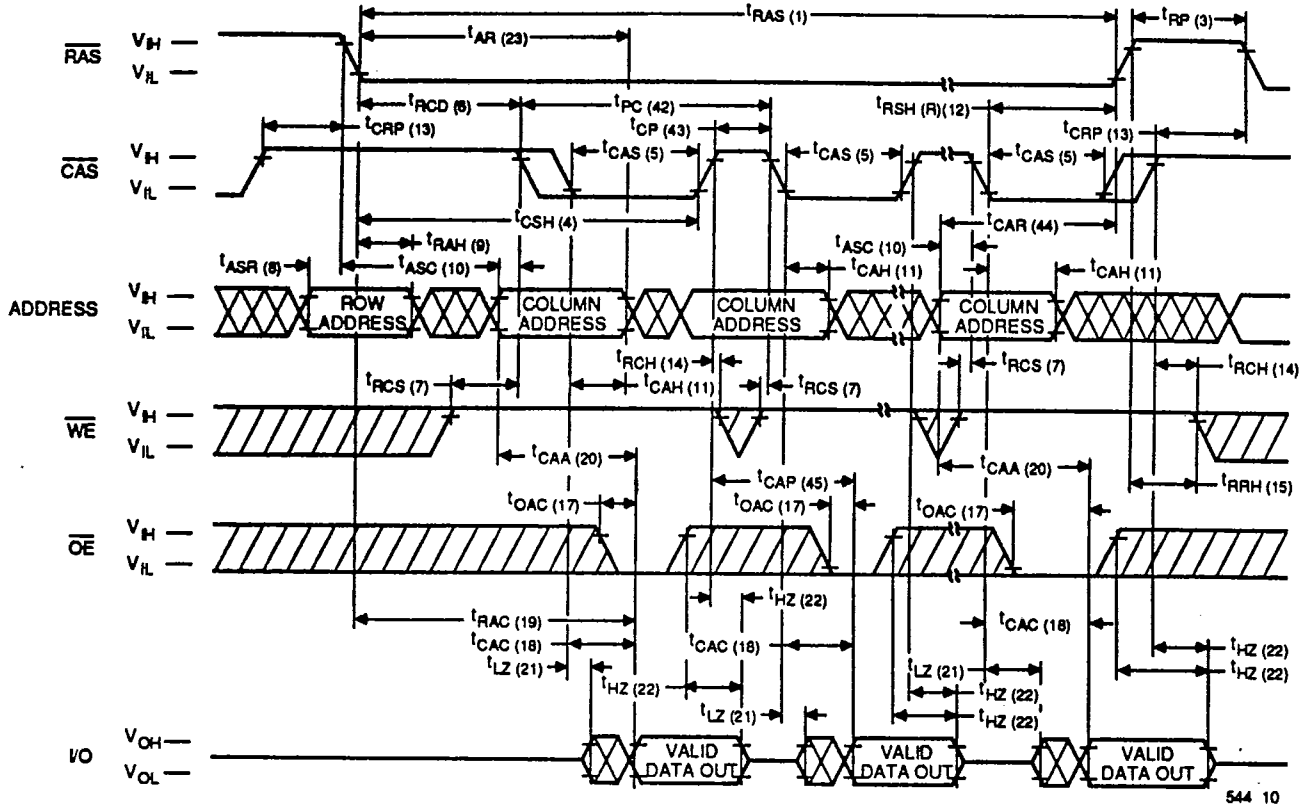 tRAS (1)
tRP (3)
tAR (23)
RAS
VIH
VIL
tRCD (6)
tPC (42)
tRSH (R)(12)
tCRP (13)
tCP (43)
tCRP (13)
CAS
VIH
VIL
tCAS (5)
tCAS (5)
tCAS (5)
tCSH (4)
tCAR (44)
tRAH (9)
tASC (10)
tASR (8)
tASC (10)
tCAH (11)
tCAH (11)
ADDRESS
VIH
VIL
ROW ADDRESS
COLUMN ADDRESS
COLUMN ADDRESS
COLUMN ADDRESS
tRCH (14)
tRCS (7)
tRCH (14)
tRCS (7)
tCAH (11)
tRCS (7)
WE
VIH
VIL
tCAA (20)
tCAA (20)
tCAP (45)
tRRH (15)
tOAC (17)
tOAC (17)
tOAC (17)
OE
VIH
VIL
tHZ (22)
tRAC (19)
tCAC (18)
tCAC (18)
tCAC (18)
tHZ (22)
tLZ (21)
tLZ (21)
tHZ (22)
tHZ (22)
tHZ (22)
tLZ (21)
tHZ (22)
I/O
VOH
VOL
VALID DATA OUT
VALID DATA OUT
VALID DATA OUT
544 10